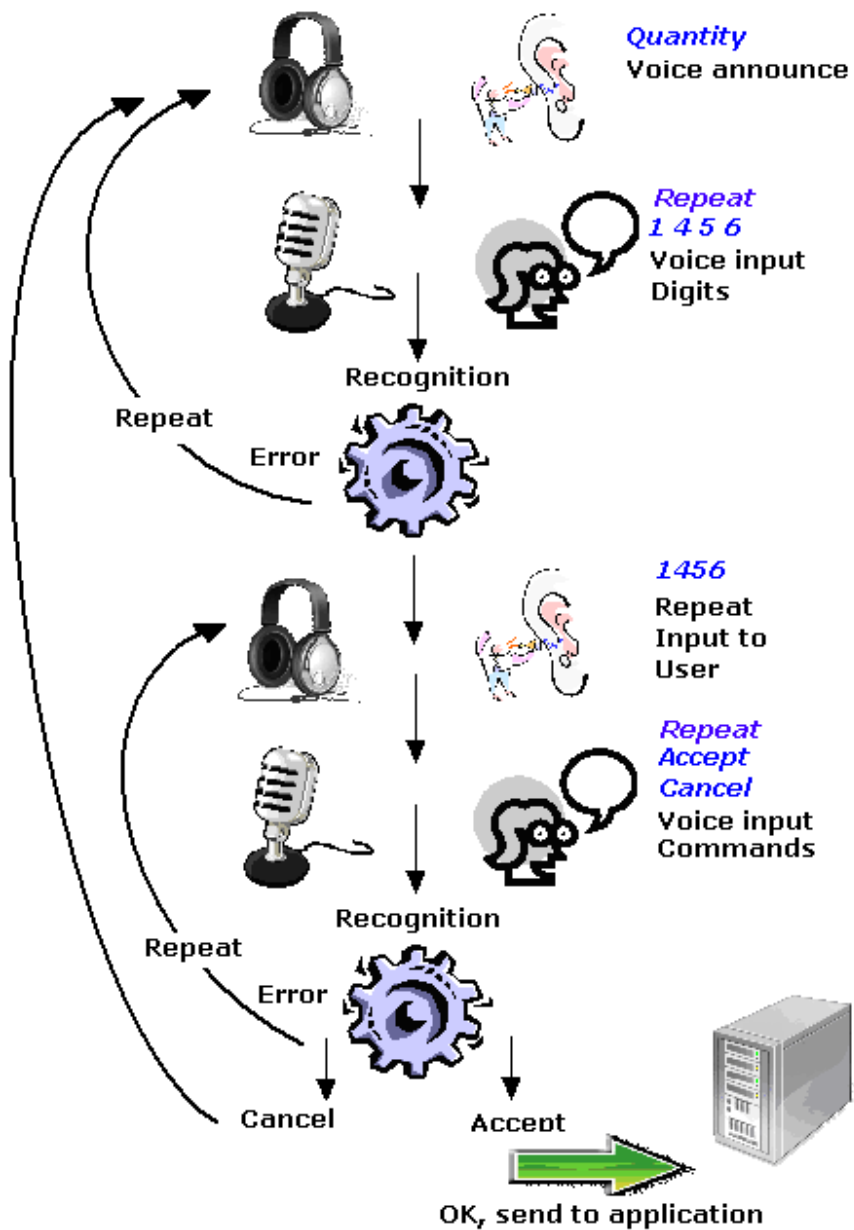 Quantity
Voice announce
Repeat
1 4 5 6
Voice input
Digits
Recognition
Repeat
Error
1456
Repeat
Input to
User
Repeat
Accept
Cancel
Voice input
Commands
Recognition
Repeat
Error
Cancel
Accept
OK, send to application